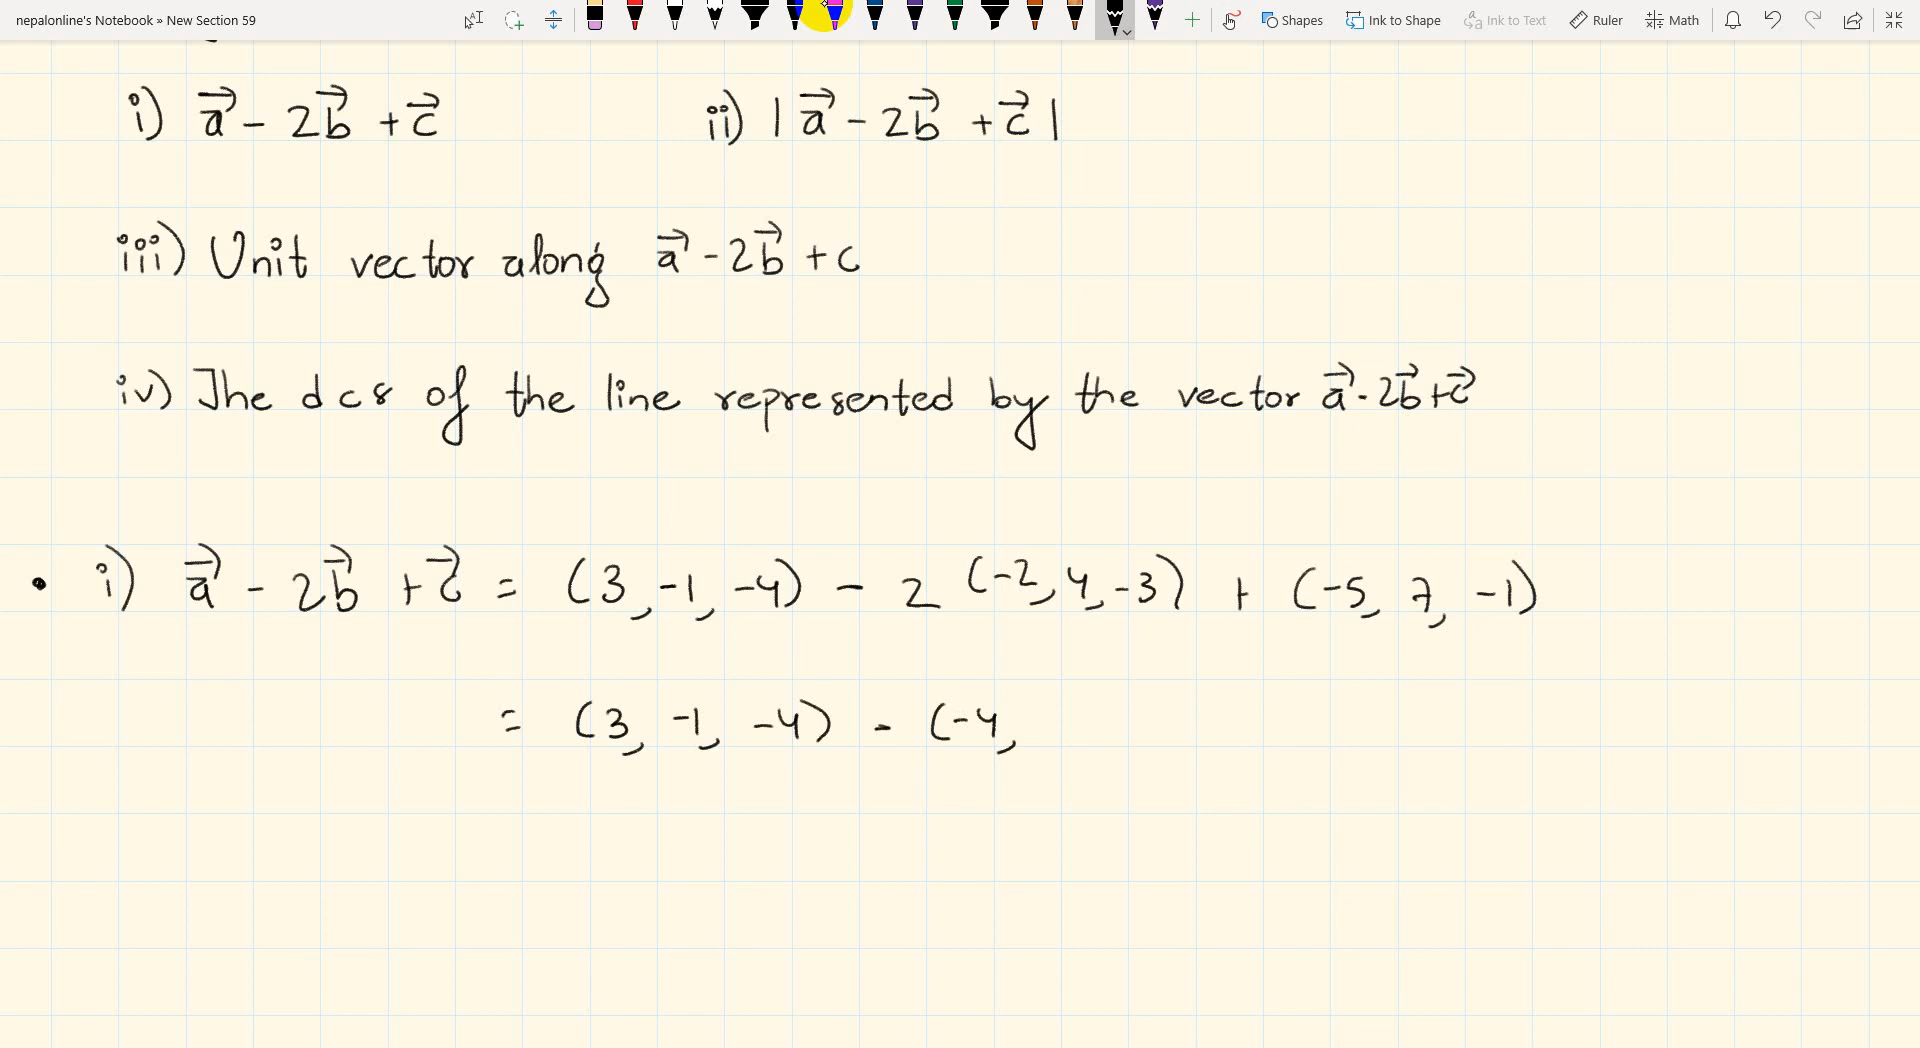 nepalonline's Notebook » New Section 59
Shapes Ink to Shape Ink to Text Ruler Math
i) a⃗ - 2b⃗ + c⃗ ii) |a⃗ - 2b⃗ + c⃗|
iii) Unit vector along a⃗ - 2b⃗ + c
iv) The dcs of the line represented by the vector a⃗ - 2b⃗ + c⃗
• i) a⃗ - 2b⃗ + c⃗ = (3, -1, -4) - 2 (-2, 4, -3) + (-5, 7, -1)
= (3, -1, -4) - (-4,